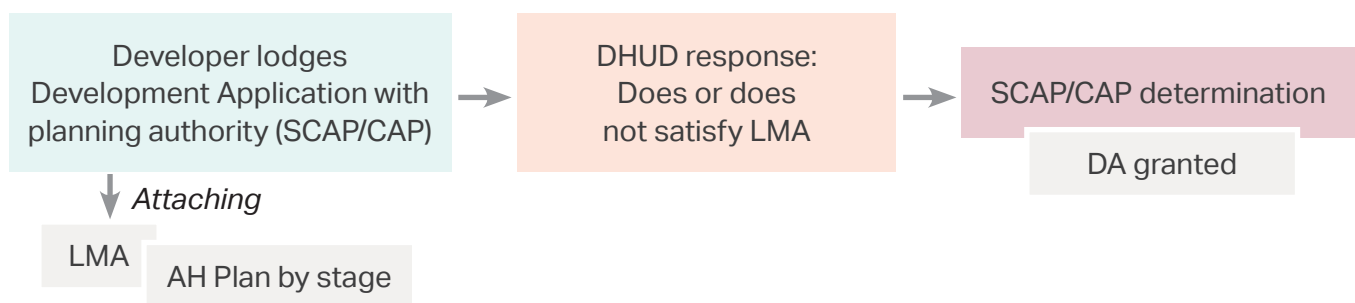 Developer lodges
Development Application with
planning authority (SCAP/CAP)
DHUD response:
Does or does
not satisfy LMA
SCAP/CAP determination
DA granted
Attaching
LMA
AH Plan by stage